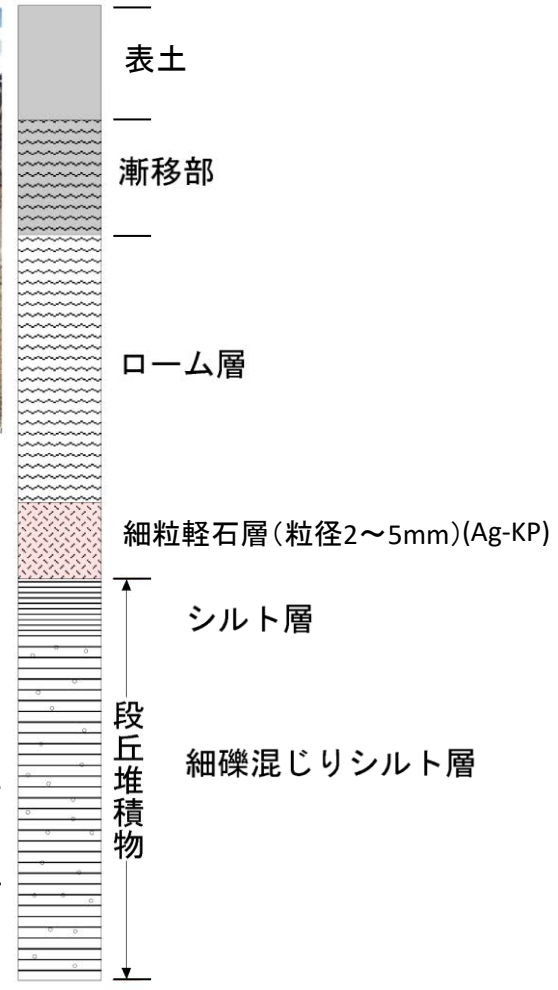 表土
漸移部
ローム層
細粒軽石層(粒径2～5mm)(Ag-KP)
シルト層
段丘堆積物
細礫混じりシルト層